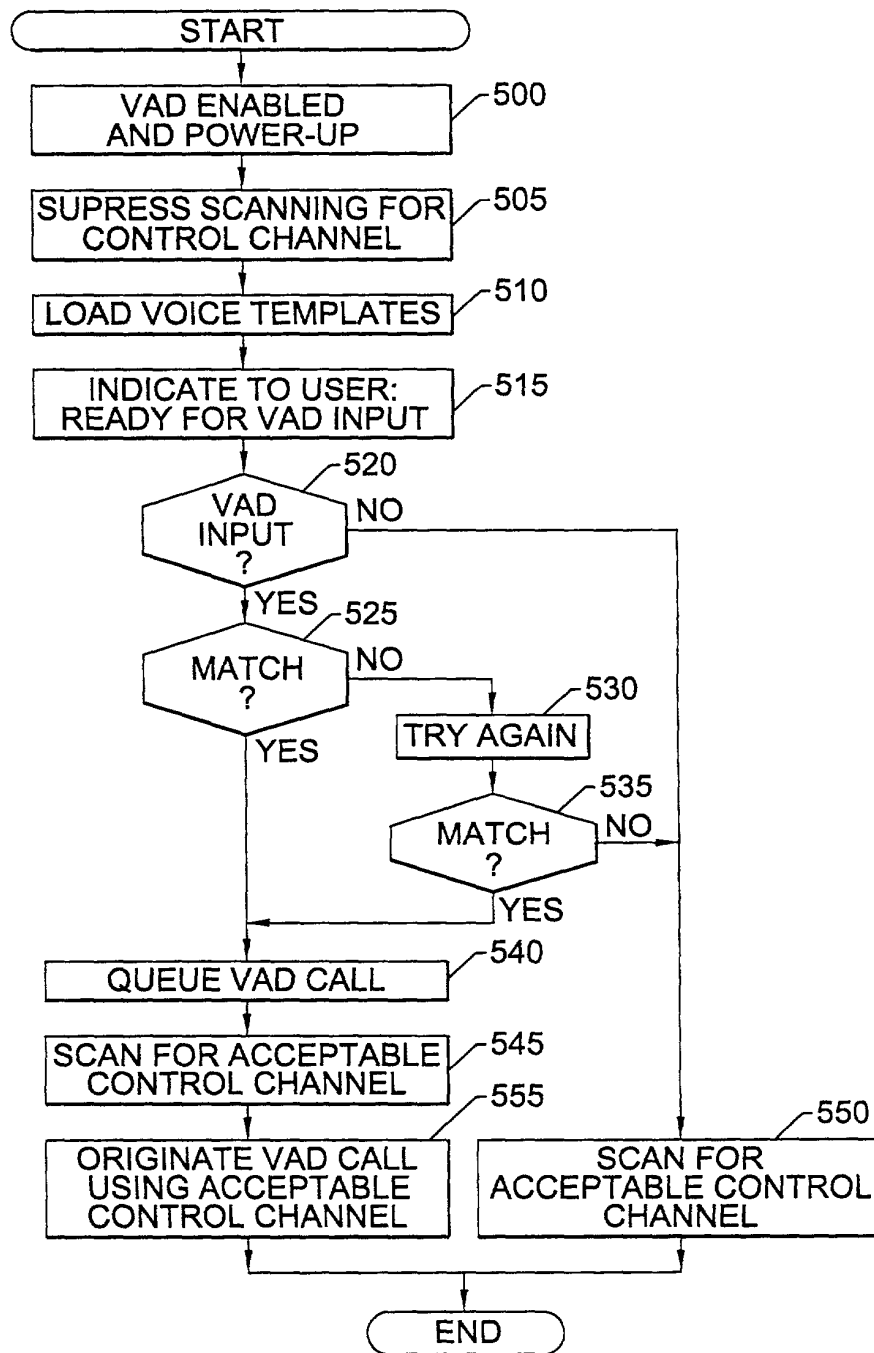 START
VAD ENABLED
AND POWER-UP
500
SUPRESS SCANNING FOR
CONTROL CHANNEL
505
LOAD VOICE TEMPLATES
510
INDICATE TO USER:
READY FOR VAD INPUT
515
VAD
INPUT
?
520
NO
YES
MATCH
?
525
NO
YES
TRY AGAIN
530
MATCH
?
535
NO
YES
QUEUE VAD CALL
540
SCAN FOR ACCEPTABLE
CONTROL CHANNEL
545
ORIGINATE VAD CALL
USING ACCEPTABLE
CONTROL CHANNEL
555
SCAN FOR
ACCEPTABLE CONTROL
CHANNEL
550
END